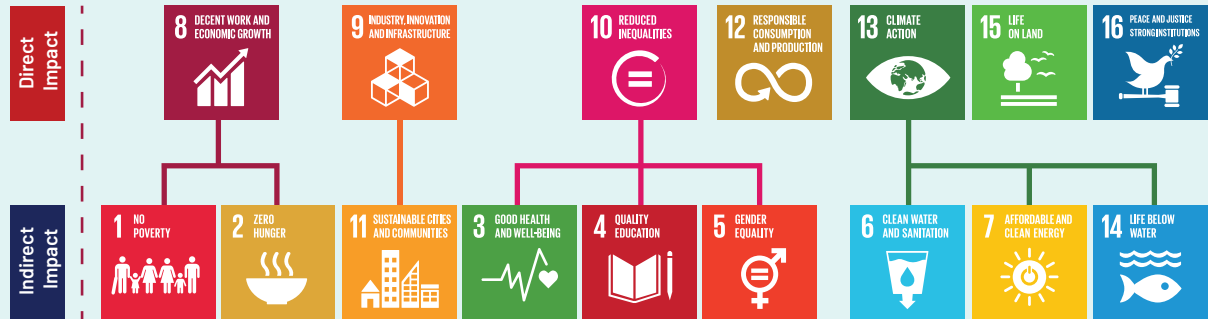 Direct
Impact
8 DECENT WORK AND
ECONOMIC GROWTH
9 INDUSTRY, INNOVATION
AND INFRASTRUCTURE
10 REDUCED
INEQUALITIES
12 RESPONSIBLE
CONSUMPTION
AND PRODUCTION
13 CLIMATE
ACTION
15 LIFE
ON LAND
16 PEACE AND JUSTICE
STRONGINSTITUTIONS
Indirect
Impact
1 NO
POVERTY
2 ZERO
HUNGER
11 SUSTAINABLE CITIES
AND COMMUNITIES
3 GOOD HEALTH
AND WELL-BEING
4 QUALITY
EDUCATION
5 GENDER
EQUALITY
6 CLEAN WATER
AND SANITATION
7 AFFORDABLE AND
CLEAN ENERGY
14 LIFE BELOW
WATER